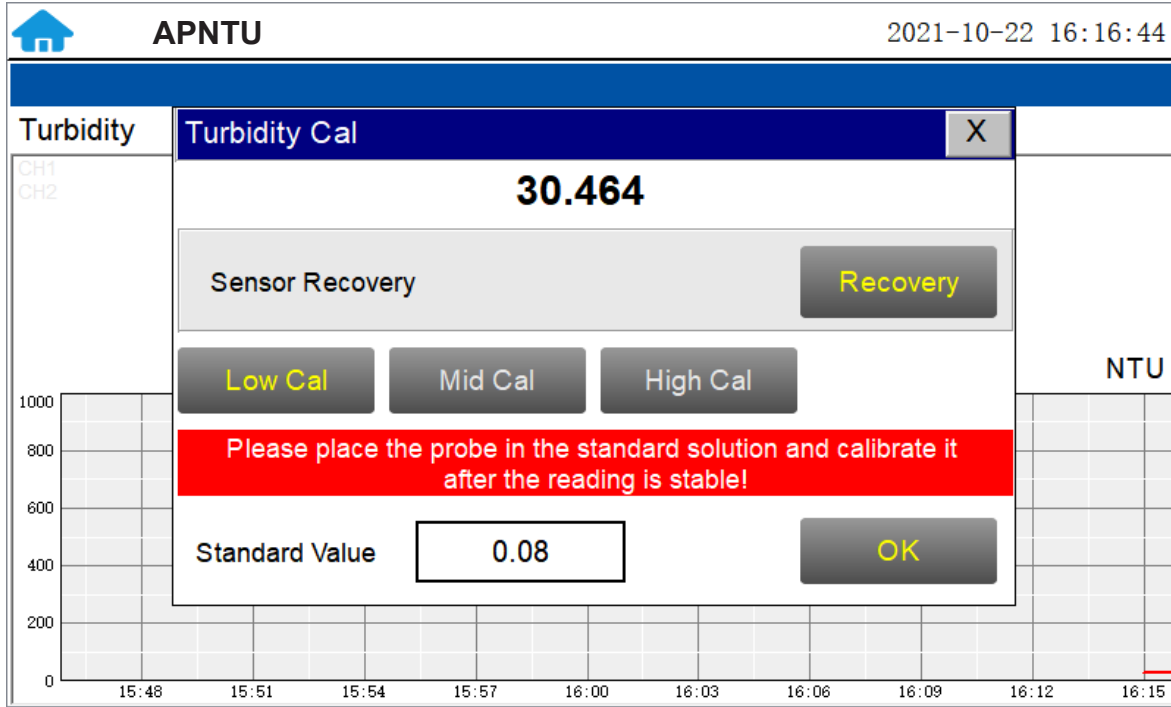 APNTU
2021-10-22 16:16:44
Turbidity
CH1
CH2
Turbidity Cal
X
30.464
Sensor Recovery
Recovery
Low Cal
Mid Cal
High Cal
Please place the probe in the standard solution and calibrate it
after the reading is stable!
Standard Value
0.08
OK
NTU
1000
800
600
400
200
0
15:48 15:51 15:54 15:57 16:00 16:03 16:06 16:09 16:12 16:15